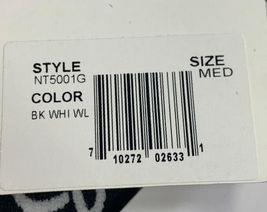 STYLE
NT5001G
SIZE
MED
COLOR
BK WHI WL
7 10272 02633 1